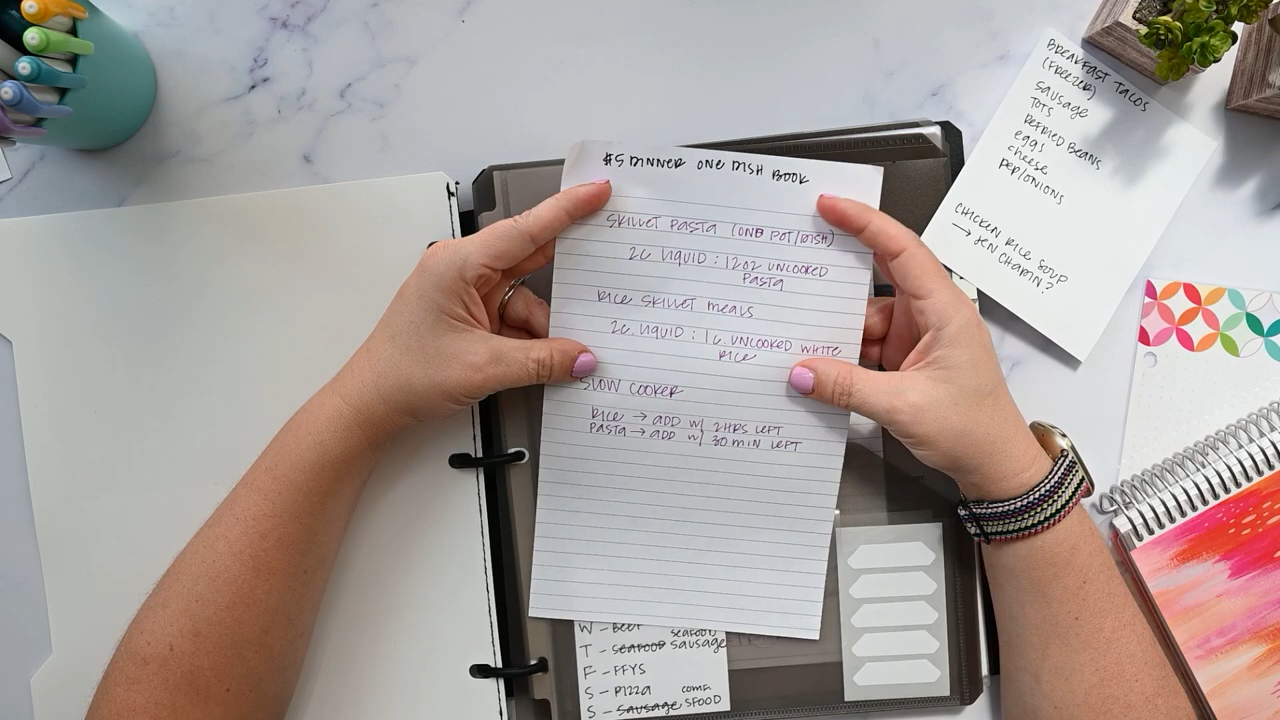 $5 DINNER ONE DISH BOOK
SKILLET PASTA (ONE POT/DISH)
2C LIQUID : 12OZ UNCOOKED
PASTA
RICE SKILLET MEALS
2C. LIQUID : 1C. UNCOOKED WHITE
RICE
SLOW COOKER
RICE → ADD W/ 2HRS LEFT
PASTA → ADD W/ 30 MIN LEFT
BREAKFAST TACOS
(FREEZER)
SAUSAGE
TOTS
REFRIED BEANS
eggs
cheese
PEP/ONIONS
CHICKEN RICE SOUP
→ JEN CHAPIN?
W - BEEF SEAFOOD
T - SEAFOOD SAUSAGE
F - FFYS
S - PIZZA
S - SAUSAGE SFOOD